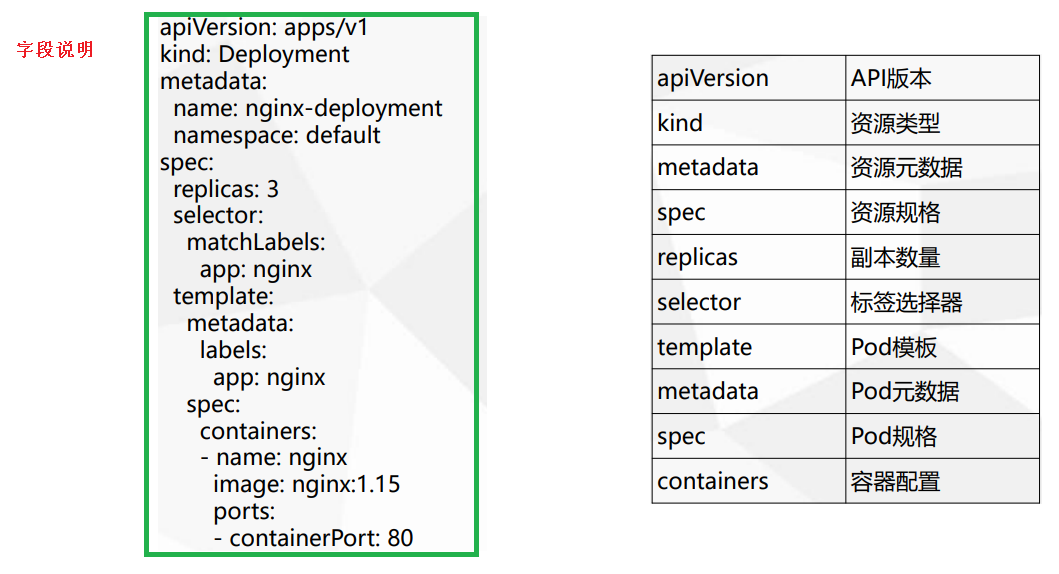 字段说明
apiVersion: apps/v1
kind: Deployment
metadata:
  name: nginx-deployment
  namespace: default
spec:
  replicas: 3
  selector:
    matchLabels:
      app: nginx
  template:
    metadata:
      labels:
        app: nginx
    spec:
      containers:
      - name: nginx
        image: nginx:1.15
        ports:
        - containerPort: 80
apiVersion API版本
kind 资源类型
metadata 资源元数据
spec 资源规格
replicas 副本数量
selector 标签选择器
template Pod模板
metadata Pod元数据
spec Pod规格
containers 容器配置